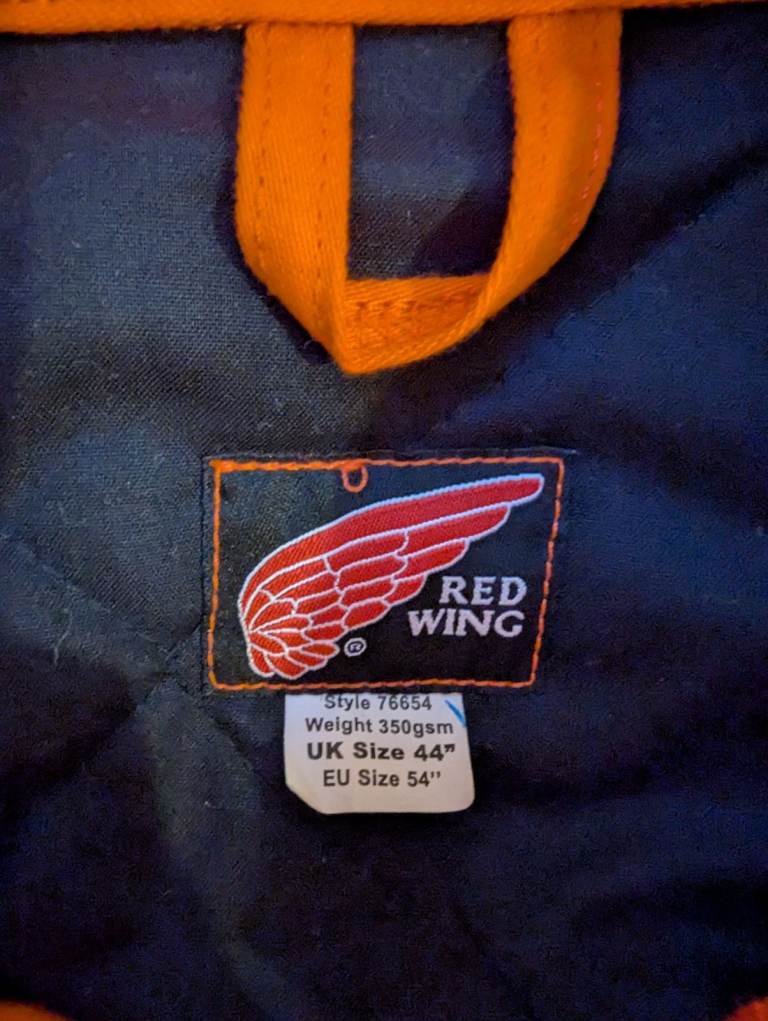 RED
WING
®
Style 76654
Weight 350gsm
UK Size 44”
EU Size 54’’